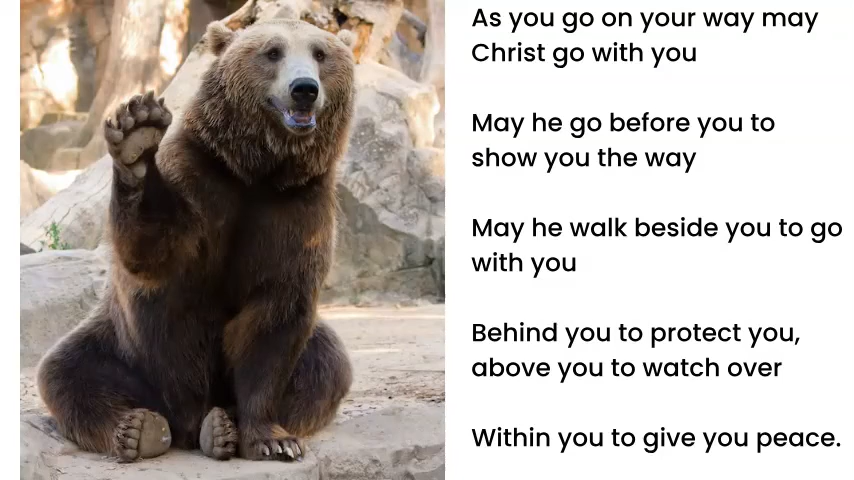 As you go on your way may
Christ go with you
May he go before you to
show you the way
May he walk beside you to go
with you
Behind you to protect you,
above you to watch over
Within you to give you peace.